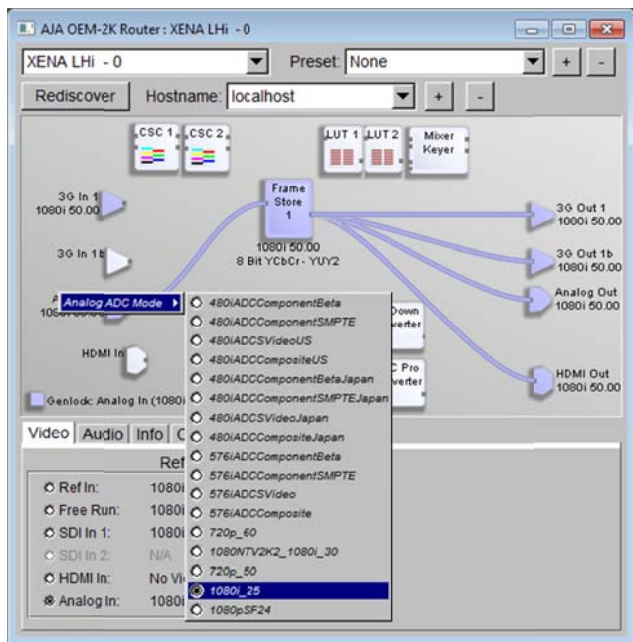 AJA OEM-2K Router : XENA LHi - 0
XENA LHi - 0
Preset: None
+ -
Rediscover
Hostname: localhost
+ -
CSC 1
CSC 2
LUT 1
LUT 2
Mixer
Keyer
3G In 1
1080i 50.00
Frame
Store
1
1080i 50.00
8 Bit YCbCr - YUY2
3G Out 1
1080i 50.00
3G In 1b
3G Out 1b
1080i 50.00
Analog Out
1080i 50.00
Analog ADC Mode
HDMI In
HDMI Out
1080i 50.00
Genlock: Analog In (1080i
Down
verter
C Pro
verter
480iADCComponentBeta
480iADCComponentSMPTE
480iADCSVideoUS
480iADCCompositeUS
480iADCComponentBetaJapan
480iADCComponentSMPTEJapan
480iADCSVideoJapan
480iADCCompositeJapan
576iADCComponentBeta
576iADCComponentSMPTE
576iADCSVideo
576iADCComposite
720p_60
1080NTV2K2_1080i_30
720p_50
1080i_25
1080pSF24
Video
Audio
Info
Ref
Ref In: 1080i
Free Run: 1080i
SDI In 1: 1080i
SDI In 2: N/A
HDMI In: No Vi
Analog In: 1080i